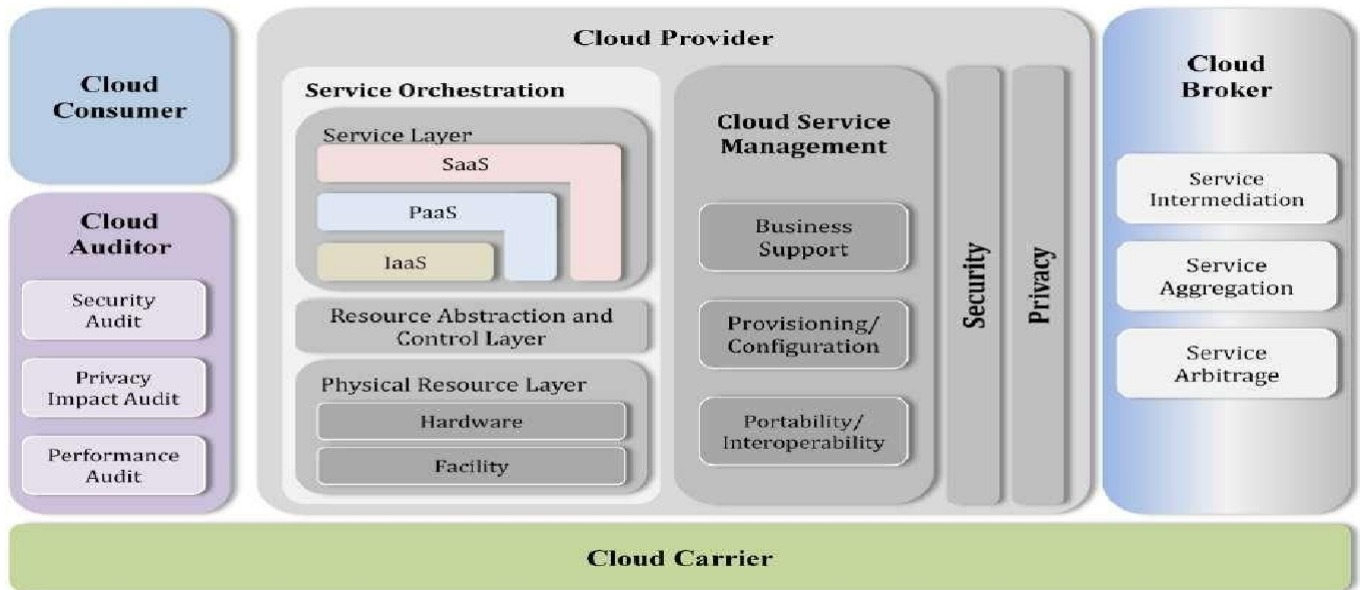 Cloud
Consumer
Cloud
Auditor
Security
Audit
Privacy
Impact Audit
Performance
Audit
Cloud Provider
Service Orchestration
Service Layer
SaaS
PaaS
IaaS
Resource Abstraction and
Control Layer
Physical Resource Layer
Hardware
Facility
Cloud Service
Management
Business
Support
Provisioning/
Configuration
Portability/
Interoperability
Security
Privacy
Cloud
Broker
Service
Intermediation
Service
Aggregation
Service
Arbitrage
Cloud Carrier